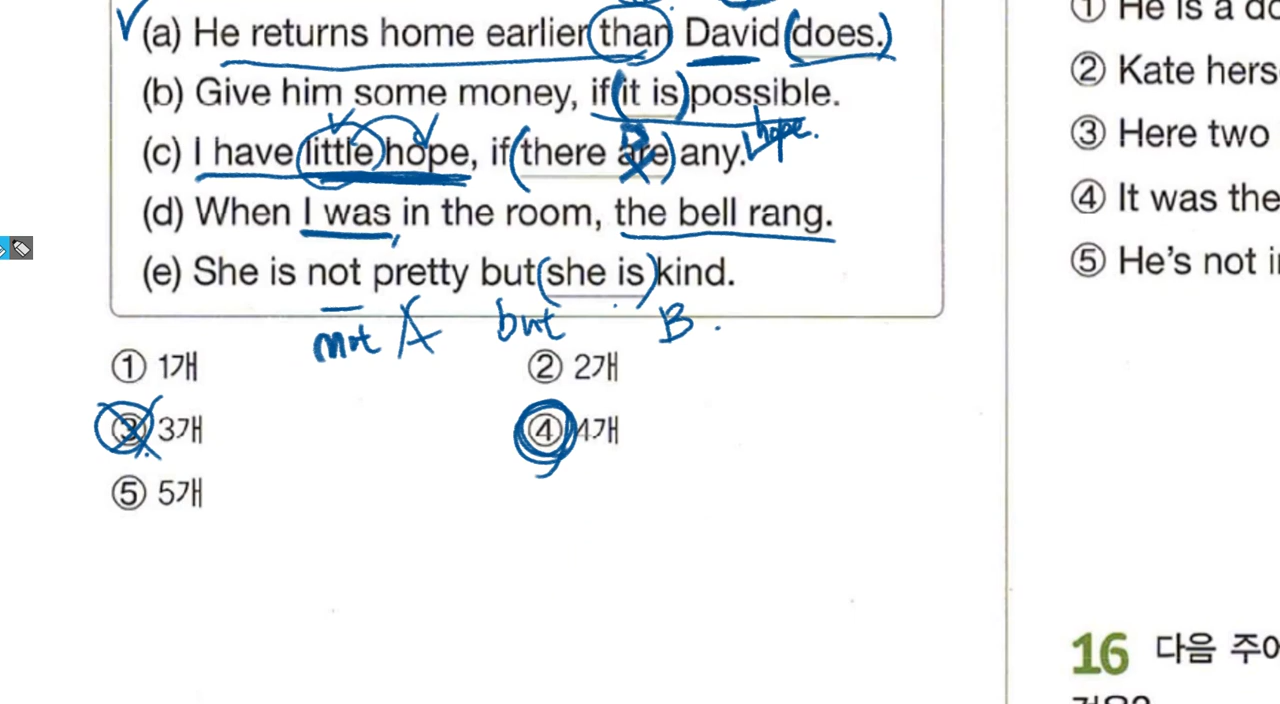 (a) He returns home earlier than David does.
(b) Give him some money, if it is possible.
hope.
(c) I have little hope, if there are any.
(d) When I was in the room, the bell rang.
(e) She is not pretty but she is kind.
not A but B.
① 1개
② 2개
③ 3개
④ 4개
⑤ 5개
① He is a
② Kate hers
③ Here two
④ It was the
⑤ He's not
16 다음